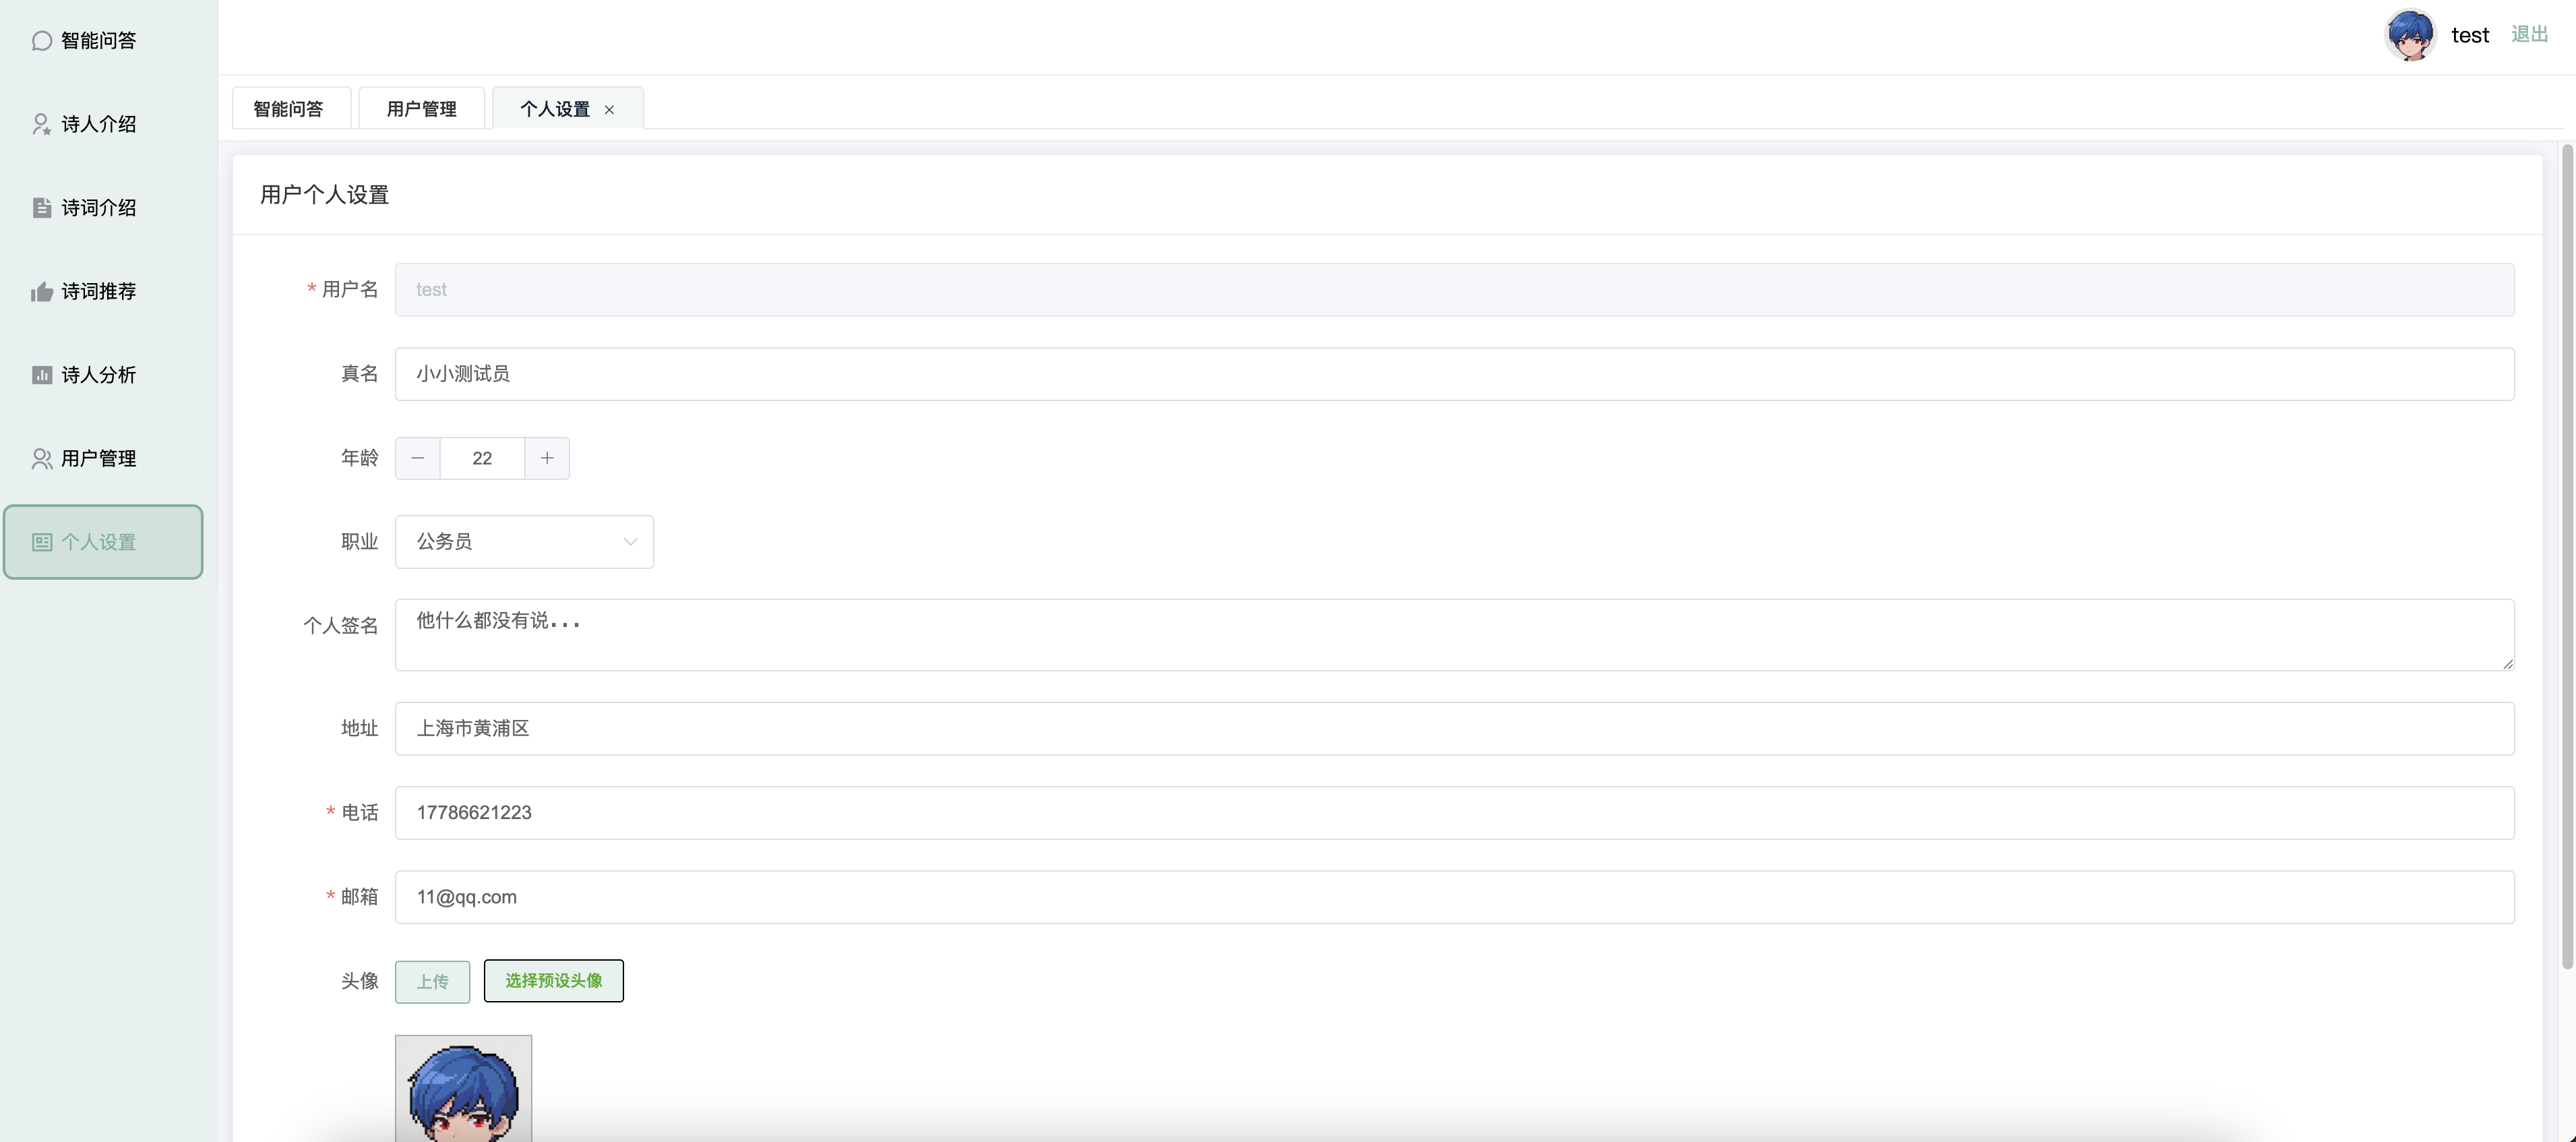 智能问答
诗人介绍
诗词介绍
诗词推荐
诗人分析
用户管理
个人设置
test 退出
智能问答 用户管理 个人设置
用户个人设置
* 用户名 test
真名 小小测试员
年龄 22
职业 公务员
个人签名 他什么都没有说...
地址 上海市黄浦区
* 电话 17786621223
* 邮箱 11@qq.com
头像 上传 选择预设头像